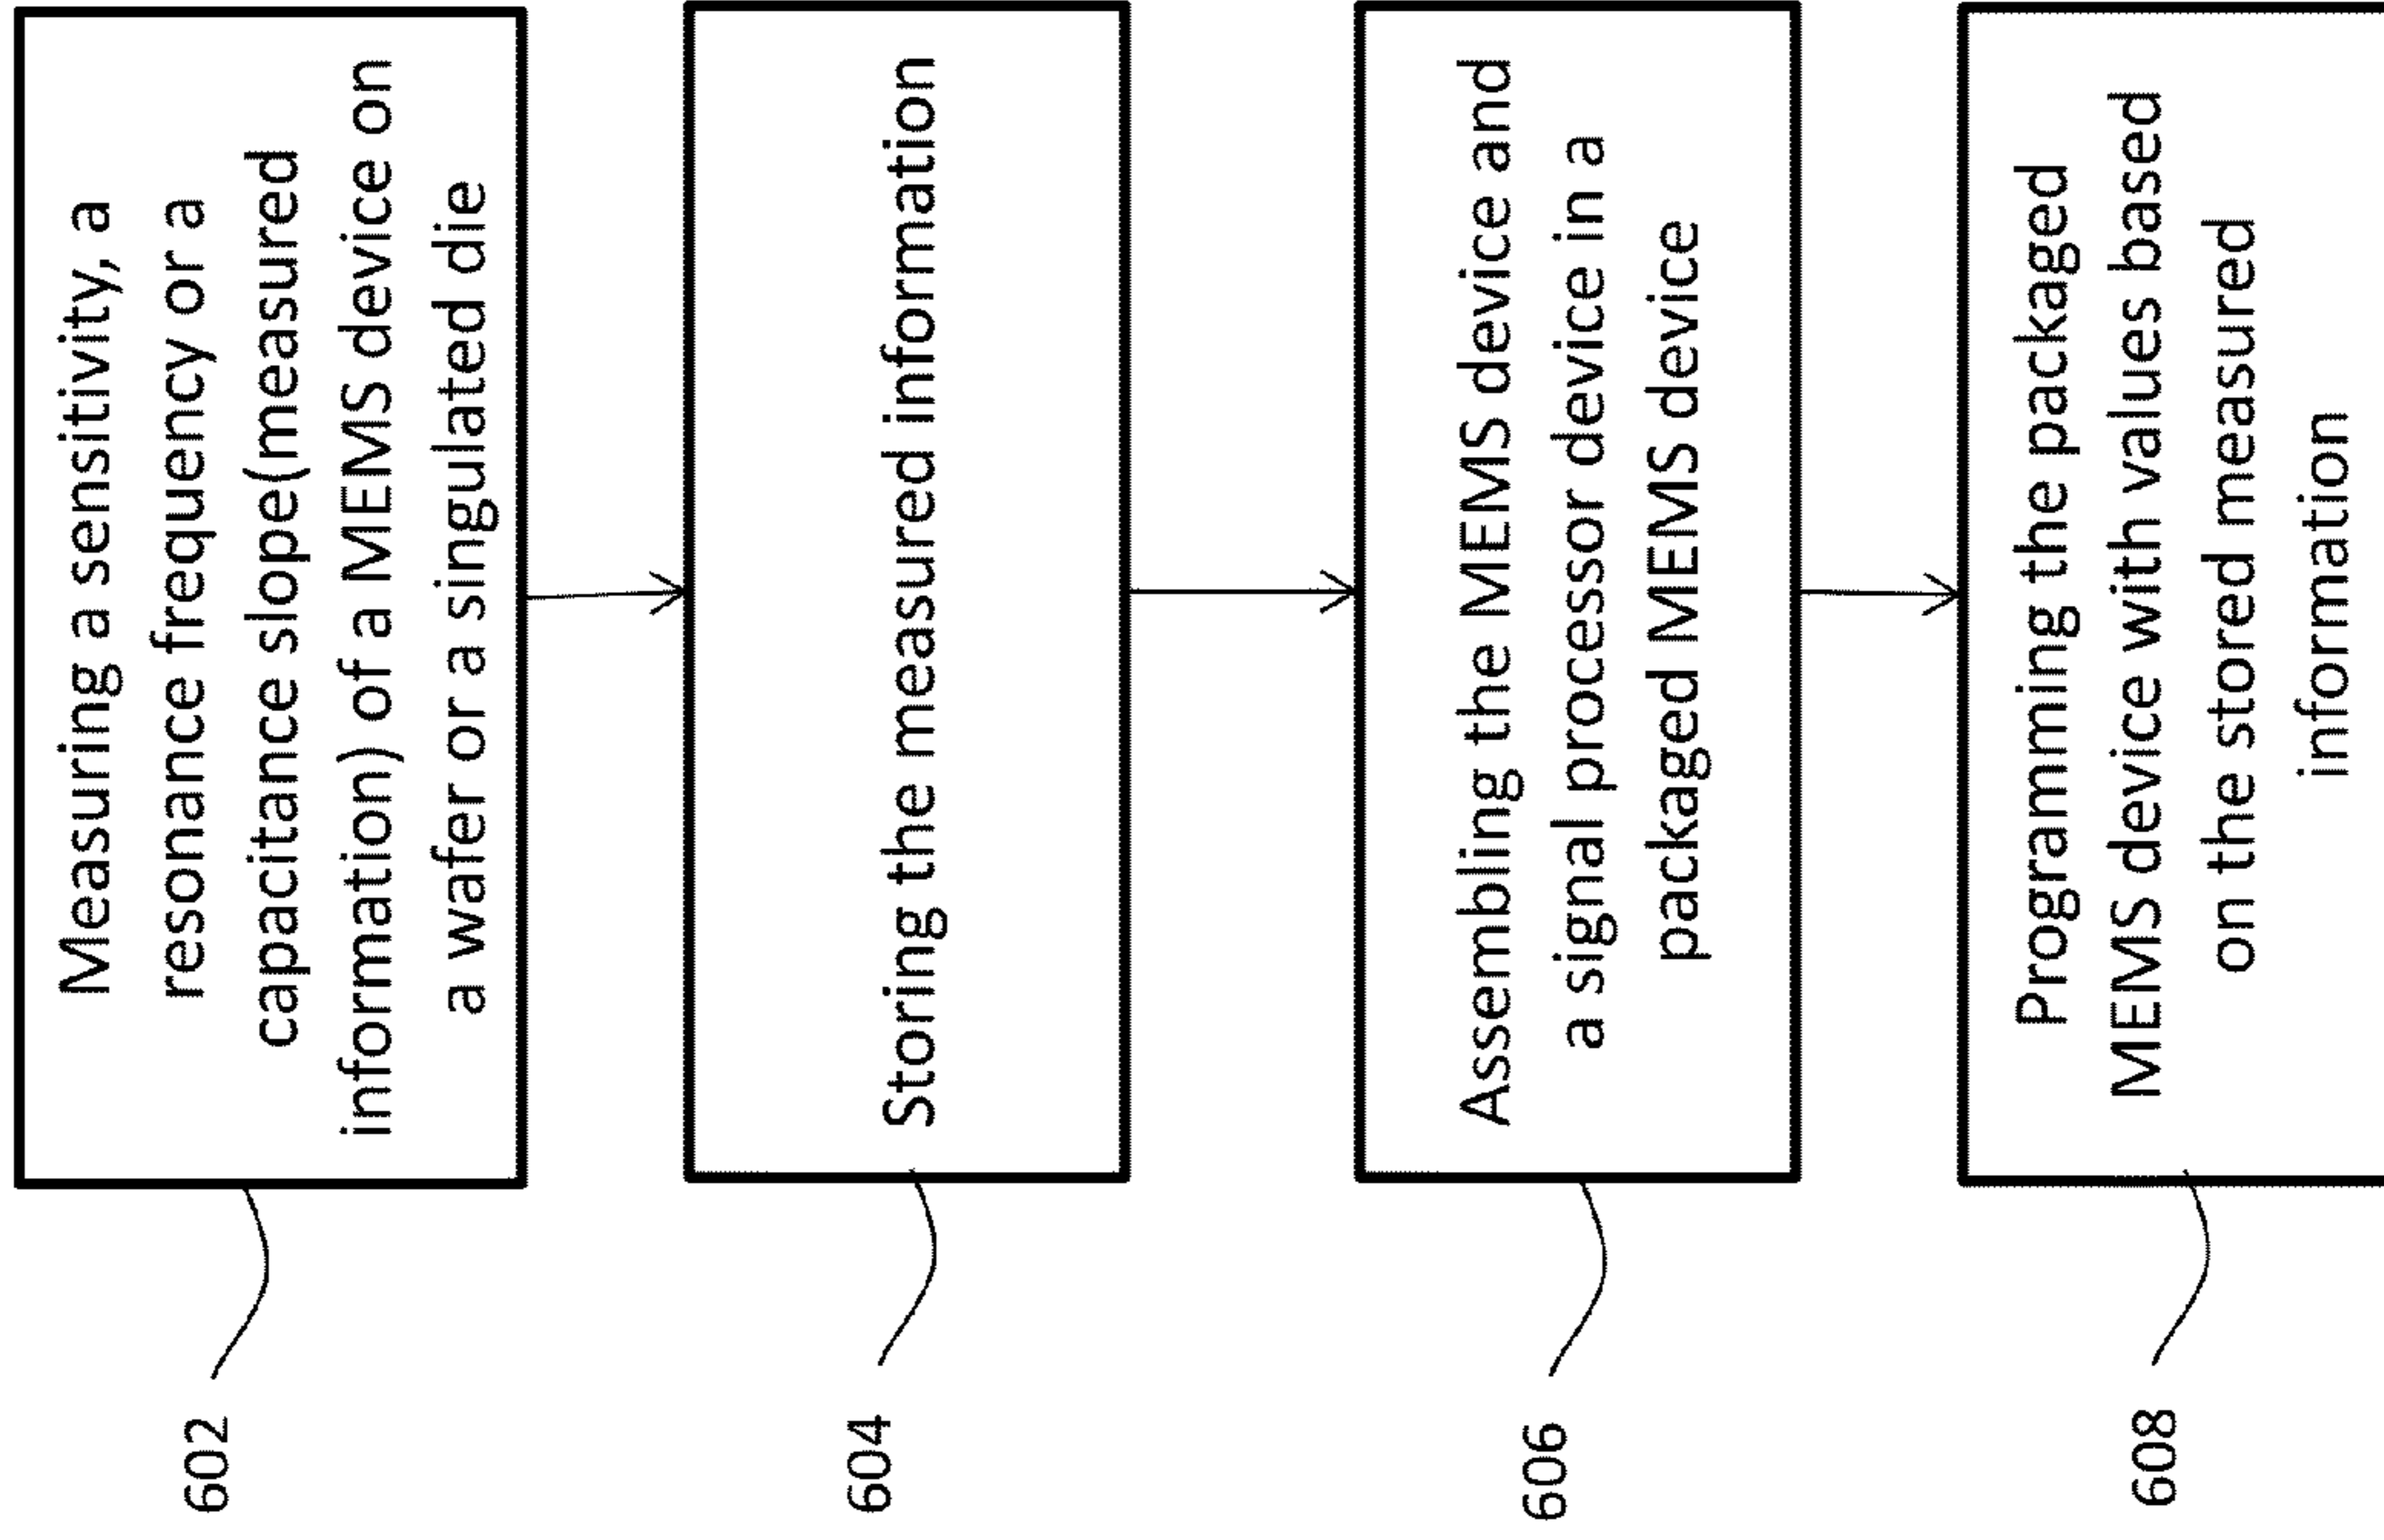 602
Measuring a sensitivity, a
resonance frequency or a
capacitance slope(measured
information) of a MEMS device on
a wafer or a singulated die
604
Storing the measured information
606
Assembling the MEMS device and
a signal processor device in a
packaged MEMS device
608
Programming the packaged
MEMS device with values based
on the stored measured
information